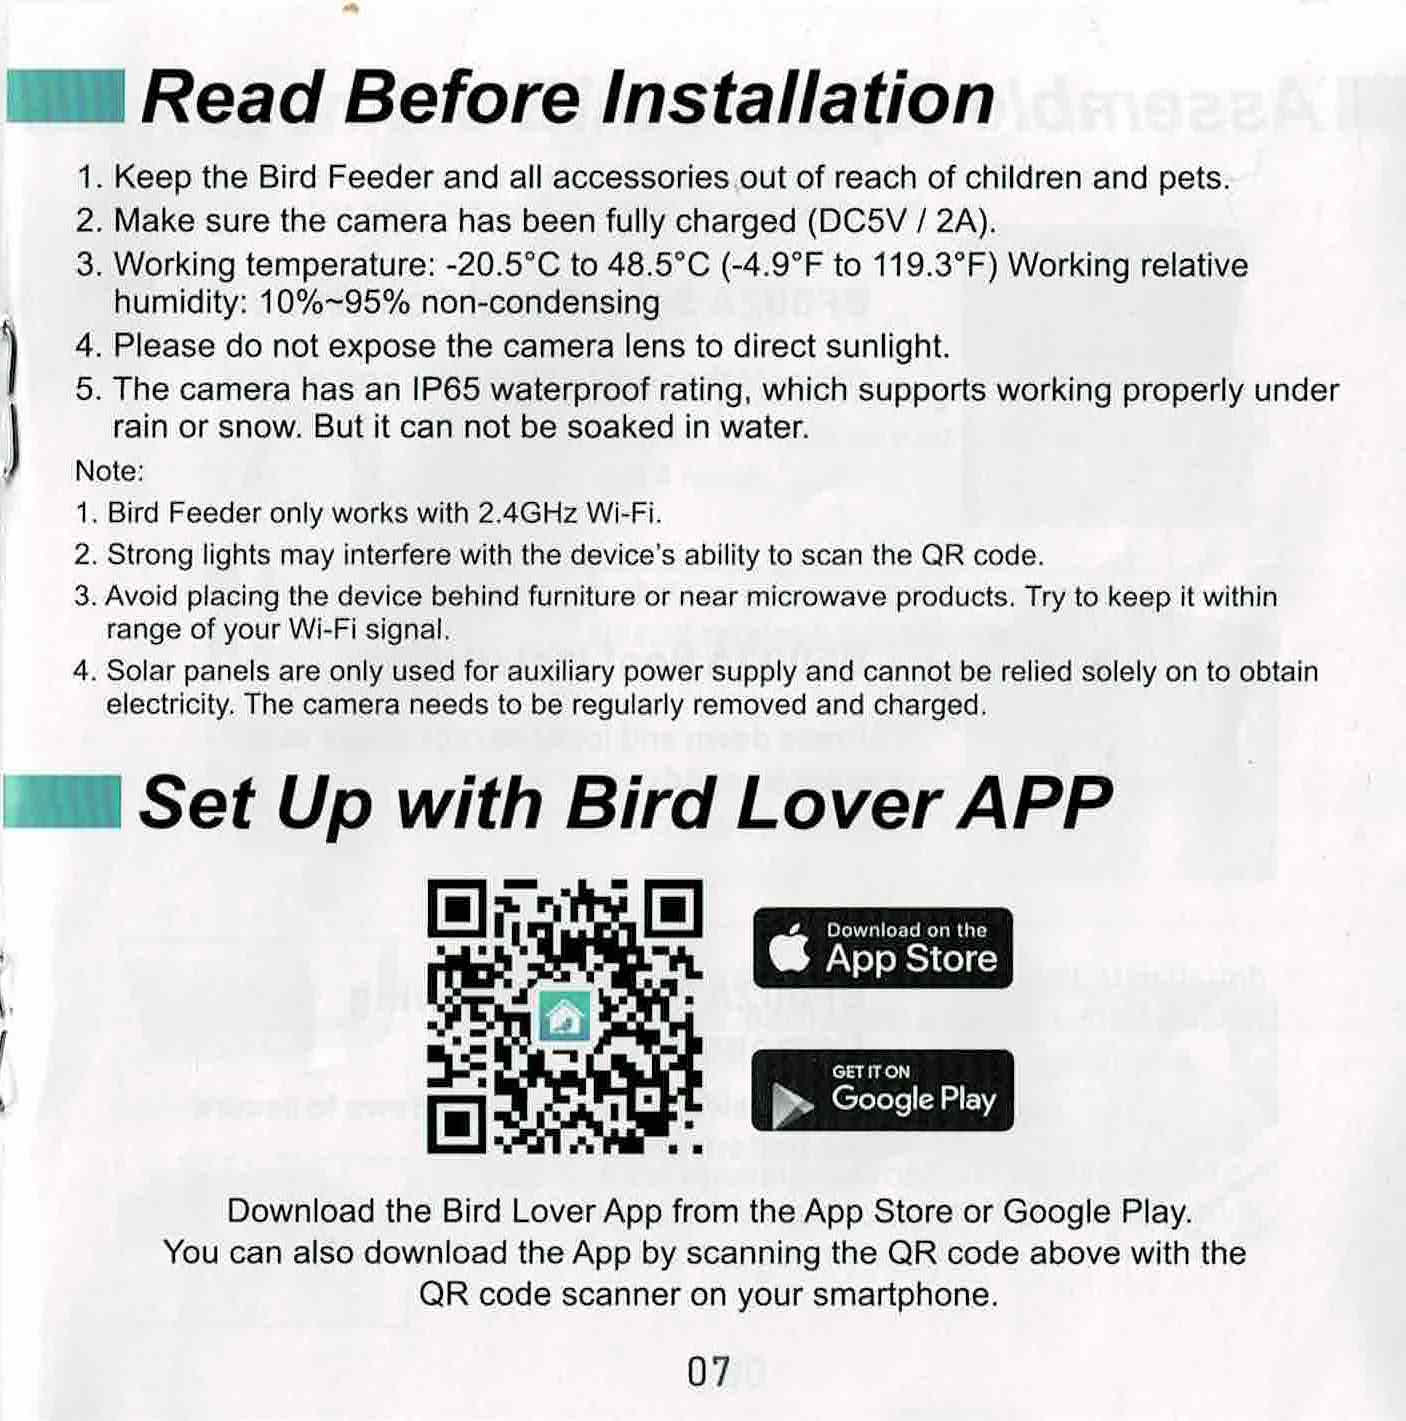 Read Before Installation
1. Keep the Bird Feeder and all accessories out of reach of children and pets.
2. Make sure the camera has been fully charged (DC5V / 2A).
3. Working temperature: -20.5°C to 48.5°C (-4.9°F to 119.3°F) Working relative
humidity: 10%~95% non-condensing
4. Please do not expose the camera lens to direct sunlight.
5. The camera has an IP65 waterproof rating, which supports working properly under
rain or snow. But it can not be soaked in water.
Note:
1. Bird Feeder only works with 2.4GHz Wi-Fi.
2. Strong lights may interfere with the device's ability to scan the QR code.
3. Avoid placing the device behind furniture or near microwave products. Try to keep it within
range of your Wi-Fi signal.
4. Solar panels are only used for auxiliary power supply and cannot be relied solely on to obtain
electricity. The camera needs to be regularly removed and charged.
Set Up with Bird Lover APP
Download on the
App Store
GET IT ON
Google Play
Download the Bird Lover App from the App Store or Google Play.
You can also download the App by scanning the QR code above with the
QR code scanner on your smartphone.
07